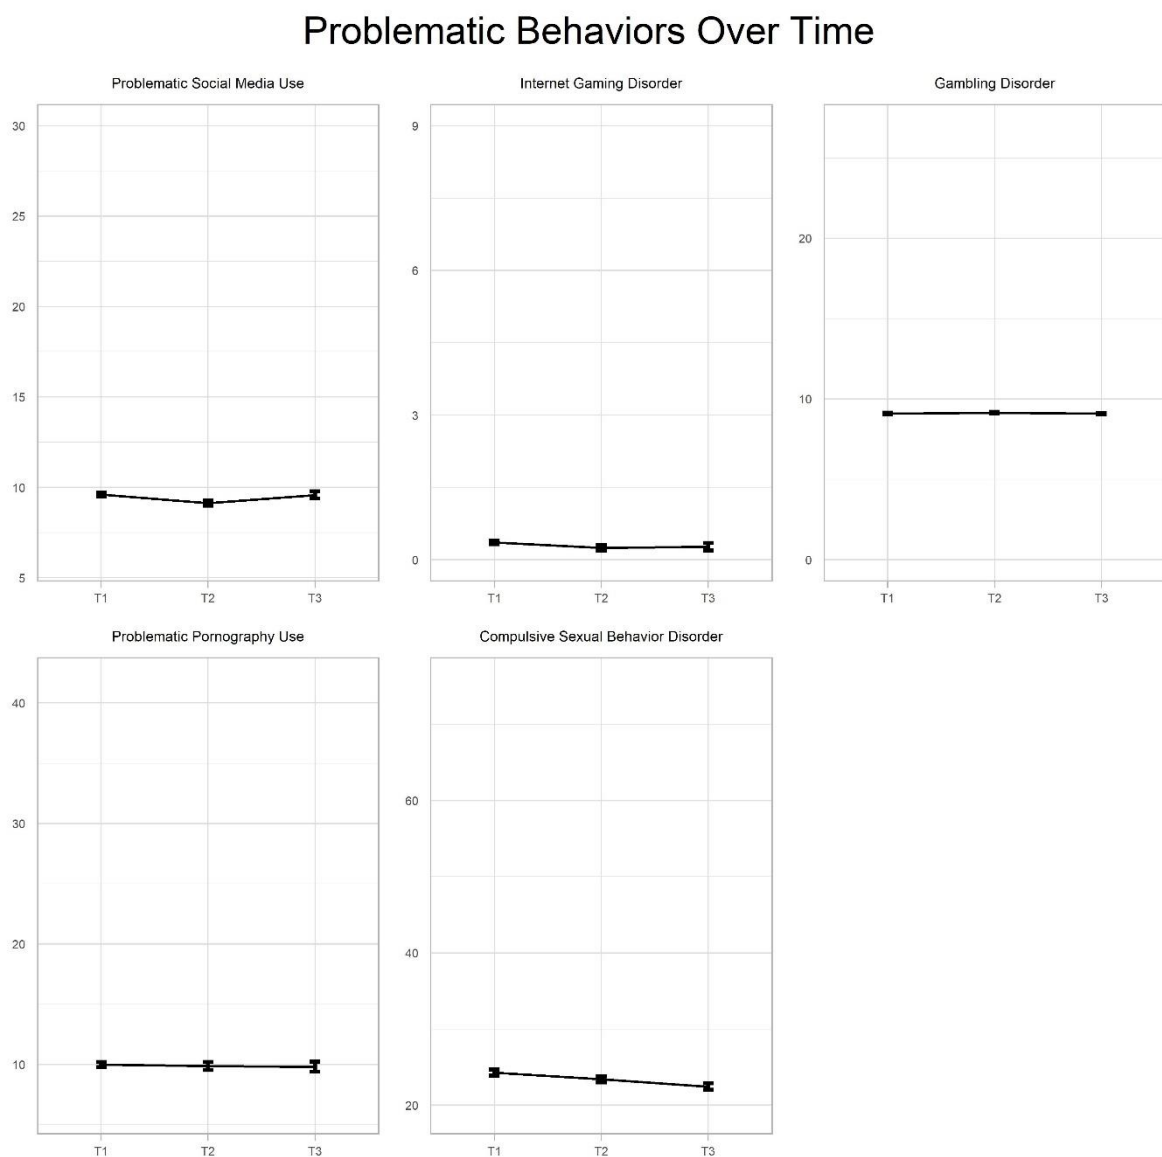 Problematic Behaviors Over Time
Problematic Social Media Use
30
25
20
15
10
5
T1 T2 T3
Internet Gaming Disorder
9
6
3
0
T1 T2 T3
Gambling Disorder
20
10
0
T1 T2 T3
Problematic Pornography Use
40
30
20
10
T1 T2 T3
Compulsive Sexual Behavior Disorder
60
40
20
T1 T2 T3